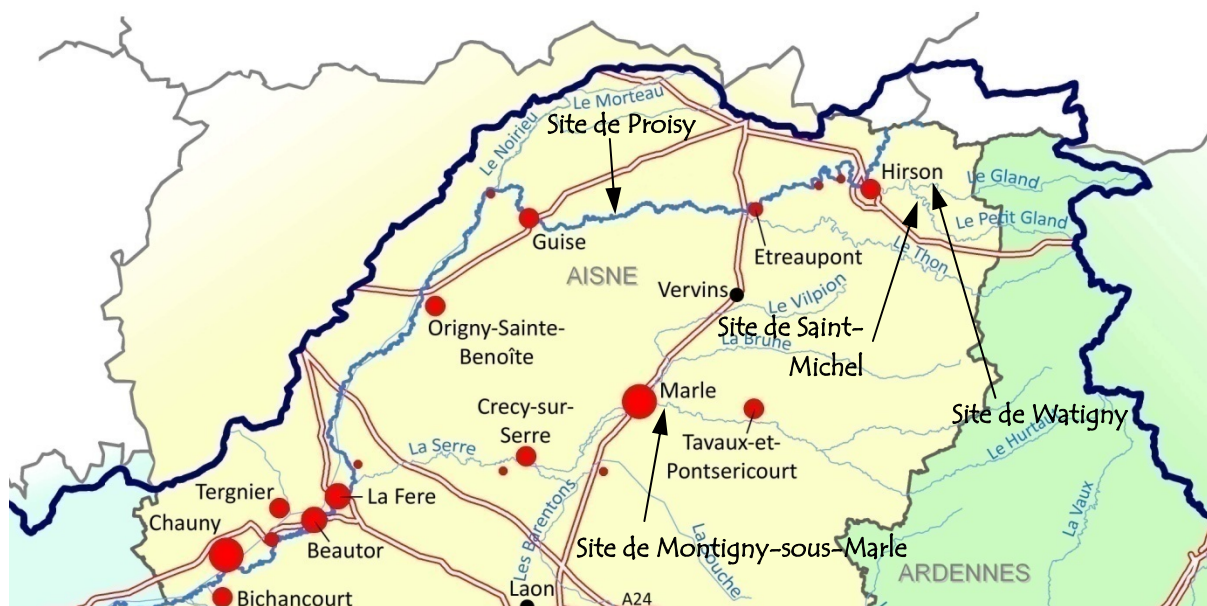 Le Morteau
Site de Proisy
Le Noirieu
Hirson
Le Gland
Le Petit Gland
Guise
Le Thon
Etreaupont
AISNE
Vervins
Le Vilpion
Origny-Sainte-
Benoîte
Site de Saint-
Michel
La Brune
Marle
Crecy-sur-
Serre
Site de Watigny
Tavaux-et-
Pontsericourt
La Serre
Le Hurtau
Tergnier
La Fere
La Vaux
Chauny
Beautor
Les Barentons
Site de Montigny-sous-Marle
ARDENNES
Laon
A24
Bichancourt